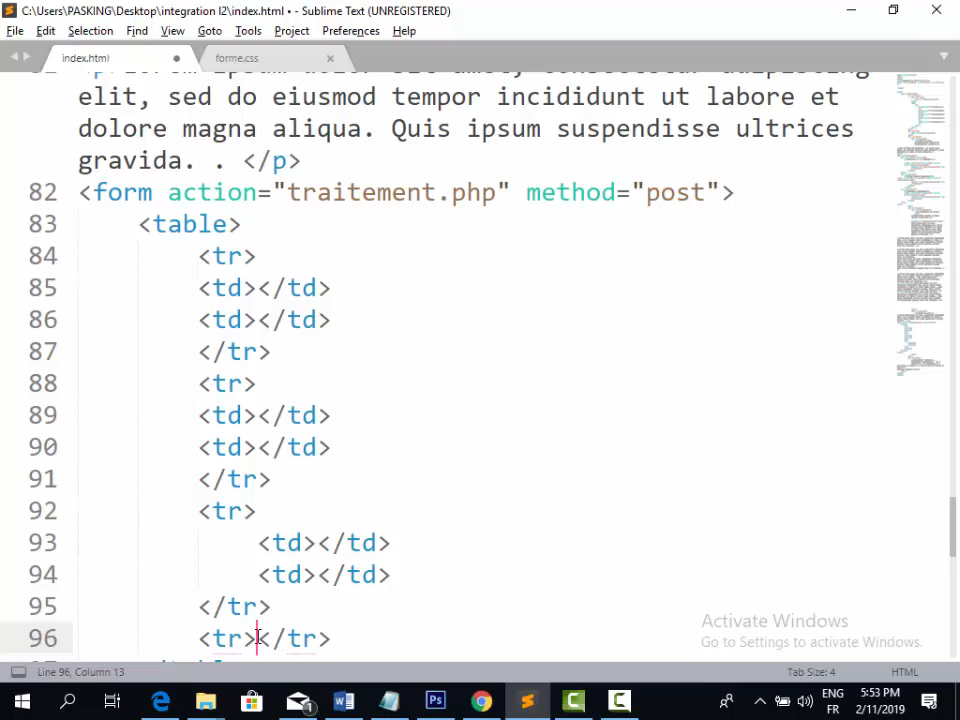 C:\Users\PASKING\Desktop\integration l2\index.html • - Sublime Text (UNREGISTERED)
File Edit Selection Find View Goto Tools Project Preferences Help
index.html
forme.css
elit, sed do eiusmod tempor incididunt ut labore et
dolore magna aliqua. Quis ipsum suspendisse ultrices
gravida. . </p>
82 <form action="traitement.php" method="post">
83 <table>
84 <tr>
85 <td></td>
86 <td></td>
87 </tr>
88 <tr>
89 <td></td>
90 <td></td>
91 </tr>
92 <tr>
93 <td></td>
94 <td></td>
95 </tr>
96 <tr></tr>
Activate Windows
Go to Settings to activate Windows.
Line 96, Column 13
Tab Size: 4
HTML
ENG
FR
5:53 PM
2/11/2019